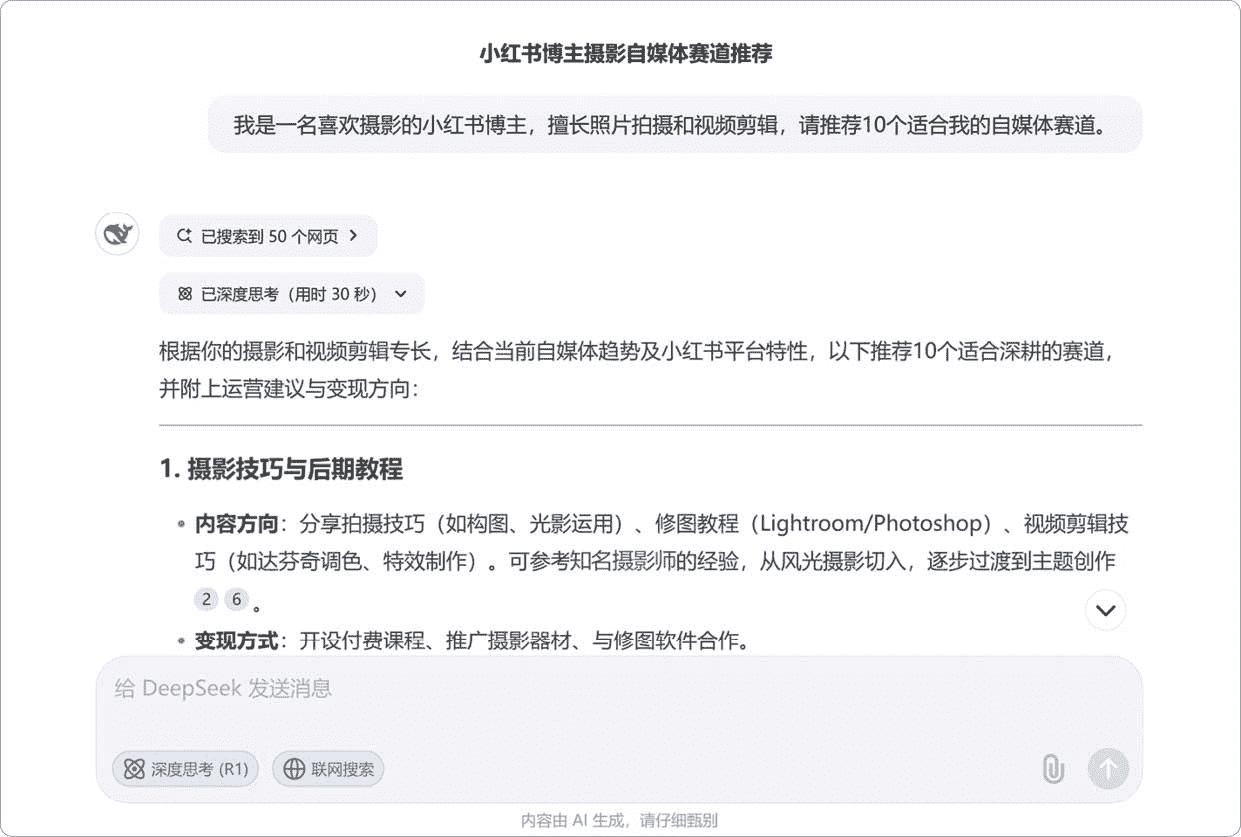 小红书博主摄影自媒体赛道推荐
我是一名喜欢摄影的小红书博主，擅长照片拍摄和视频剪辑，请推荐10个适合我的自媒体赛道。
已搜索到 50 个网页
已深度思考（用时 30 秒）
根据你的摄影和视频剪辑专长，结合当前自媒体趋势及小红书平台特性，以下推荐10个适合深耕的赛道，
并附上运营建议与变现方向：
1. 摄影技巧与后期教程
• 内容方向：分享拍摄技巧（如构图、光影运用）、修图教程（Lightroom/Photoshop）、视频剪辑技
巧（如达芬奇调色、特效制作）。可参考知名摄影师的经验，从风光摄影切入，逐步过渡到主题创作
2 6 。
• 变现方式：开设付费课程、推广摄影器材、与修图软件合作。
给 DeepSeek 发送消息
深度思考 (R1) 联网搜索
内容由 AI 生成，请仔细甄别